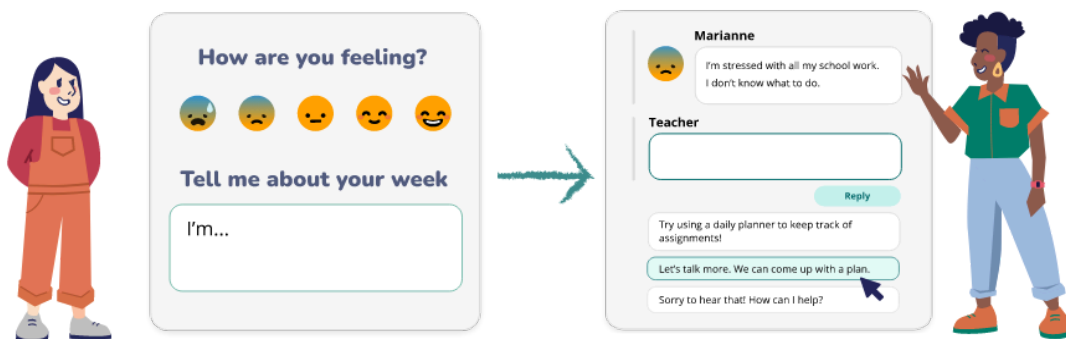 How are you feeling?
Tell me about your week
I'm...
Marianne
I'm stressed with all my school work.
I don't know what to do.
Teacher
Reply
Try using a daily planner to keep track of
assignments!
Let's talk more. We can come up with a plan.
Sorry to hear that! How can I help?